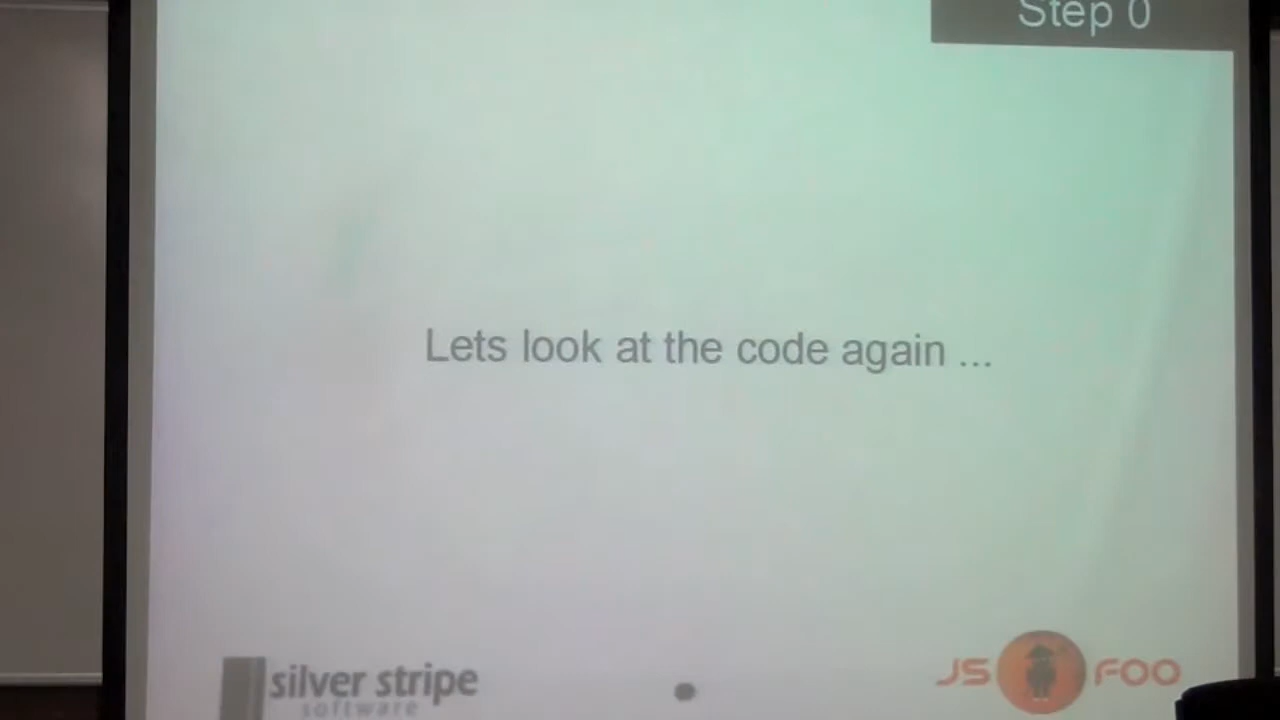 Step 0
Lets look at the code again ...
silver stripe
software
JS FOO